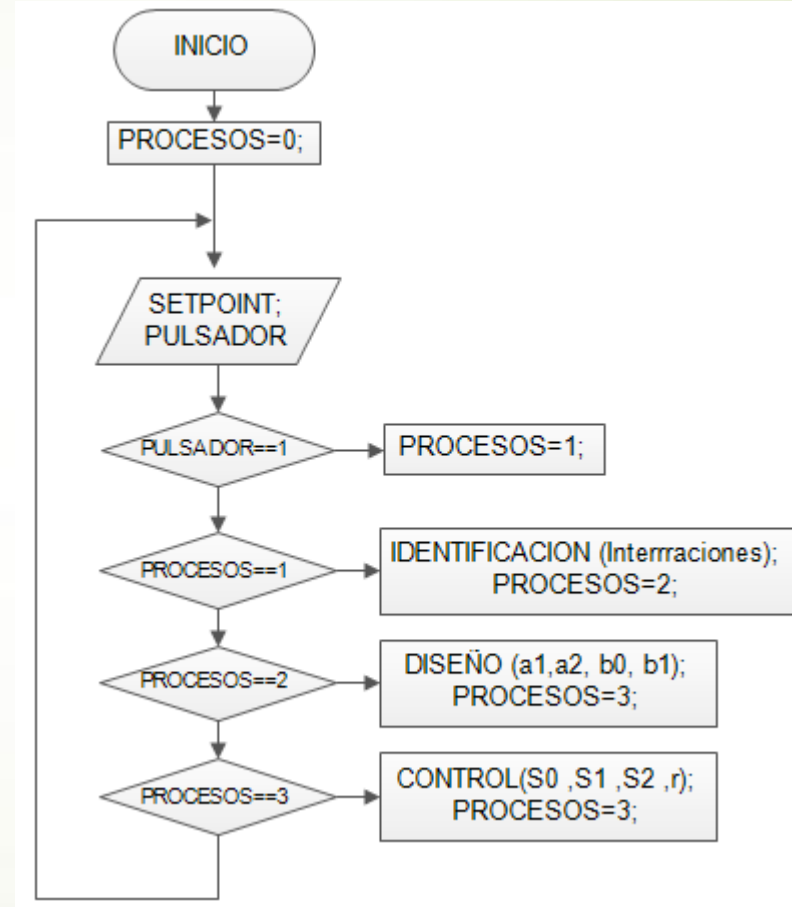 INICIO
PROCESOS=0;
SETPOINT;
PULSADOR
PULSADOR==1
PROCESOS=1;
PROCESOS==1
IDENTIFICACION (Interrraciones);
PROCESOS=2;
PROCESOS==2
DISEÑO (a1,a2, b0, b1);
PROCESOS=3;
PROCESOS==3
CONTROL(S0 ,S1 ,S2 ,r);
PROCESOS=3;